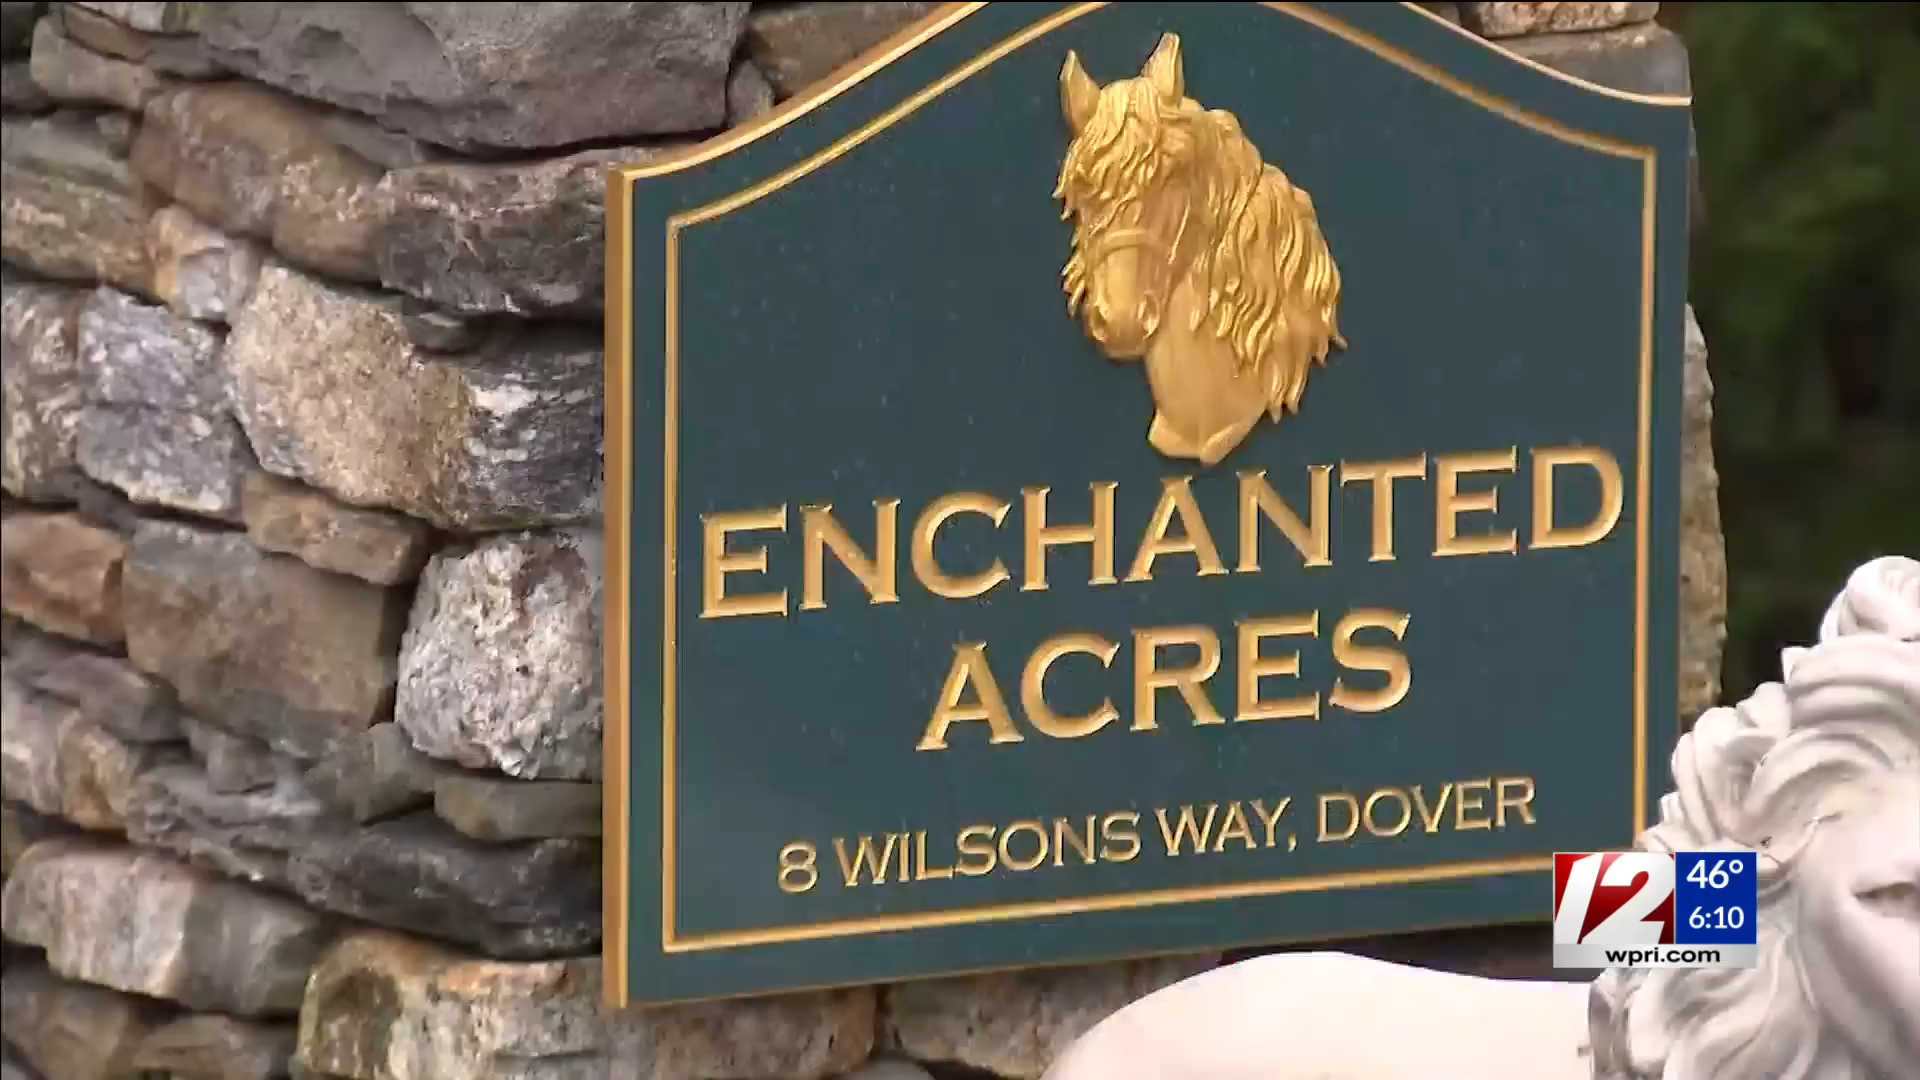 ENCHANTED
ACRES
8 WILSONS WAY, DOVER
12
46°
6:10
wpri.com